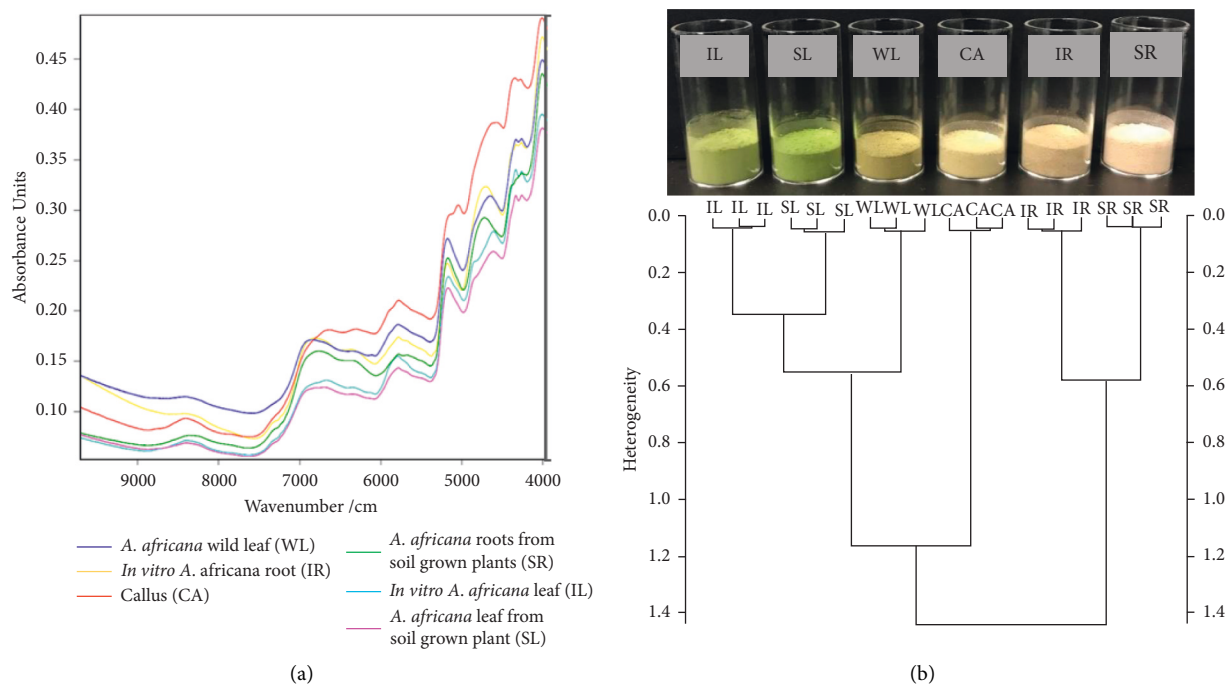 0.45
0.40
0.35
0.30
0.25
0.20
0.15
0.10
Absorbance Units
9000 8000 7000 6000 5000 4000
Wavenumber /cm
A. africana wild leaf (WL)
In vitro A. africana root (IR)
Callus (CA)
A. africana roots from
soil grown plants (SR)
In vitro A. africana leaf (IL)
A. africana leaf from
soil grown plant (SL)
(a)
IL SL WL CA IR SR
IL IL IL SL SL SL WL WL WL CA CA CA IR IR IR SR SR SR
0.0 0.0
0.2 0.2
0.4 0.4
0.6 0.6
0.8 0.8
1.0 1.0
1.2 1.2
1.4 1.4
Heterogeneity
(b)